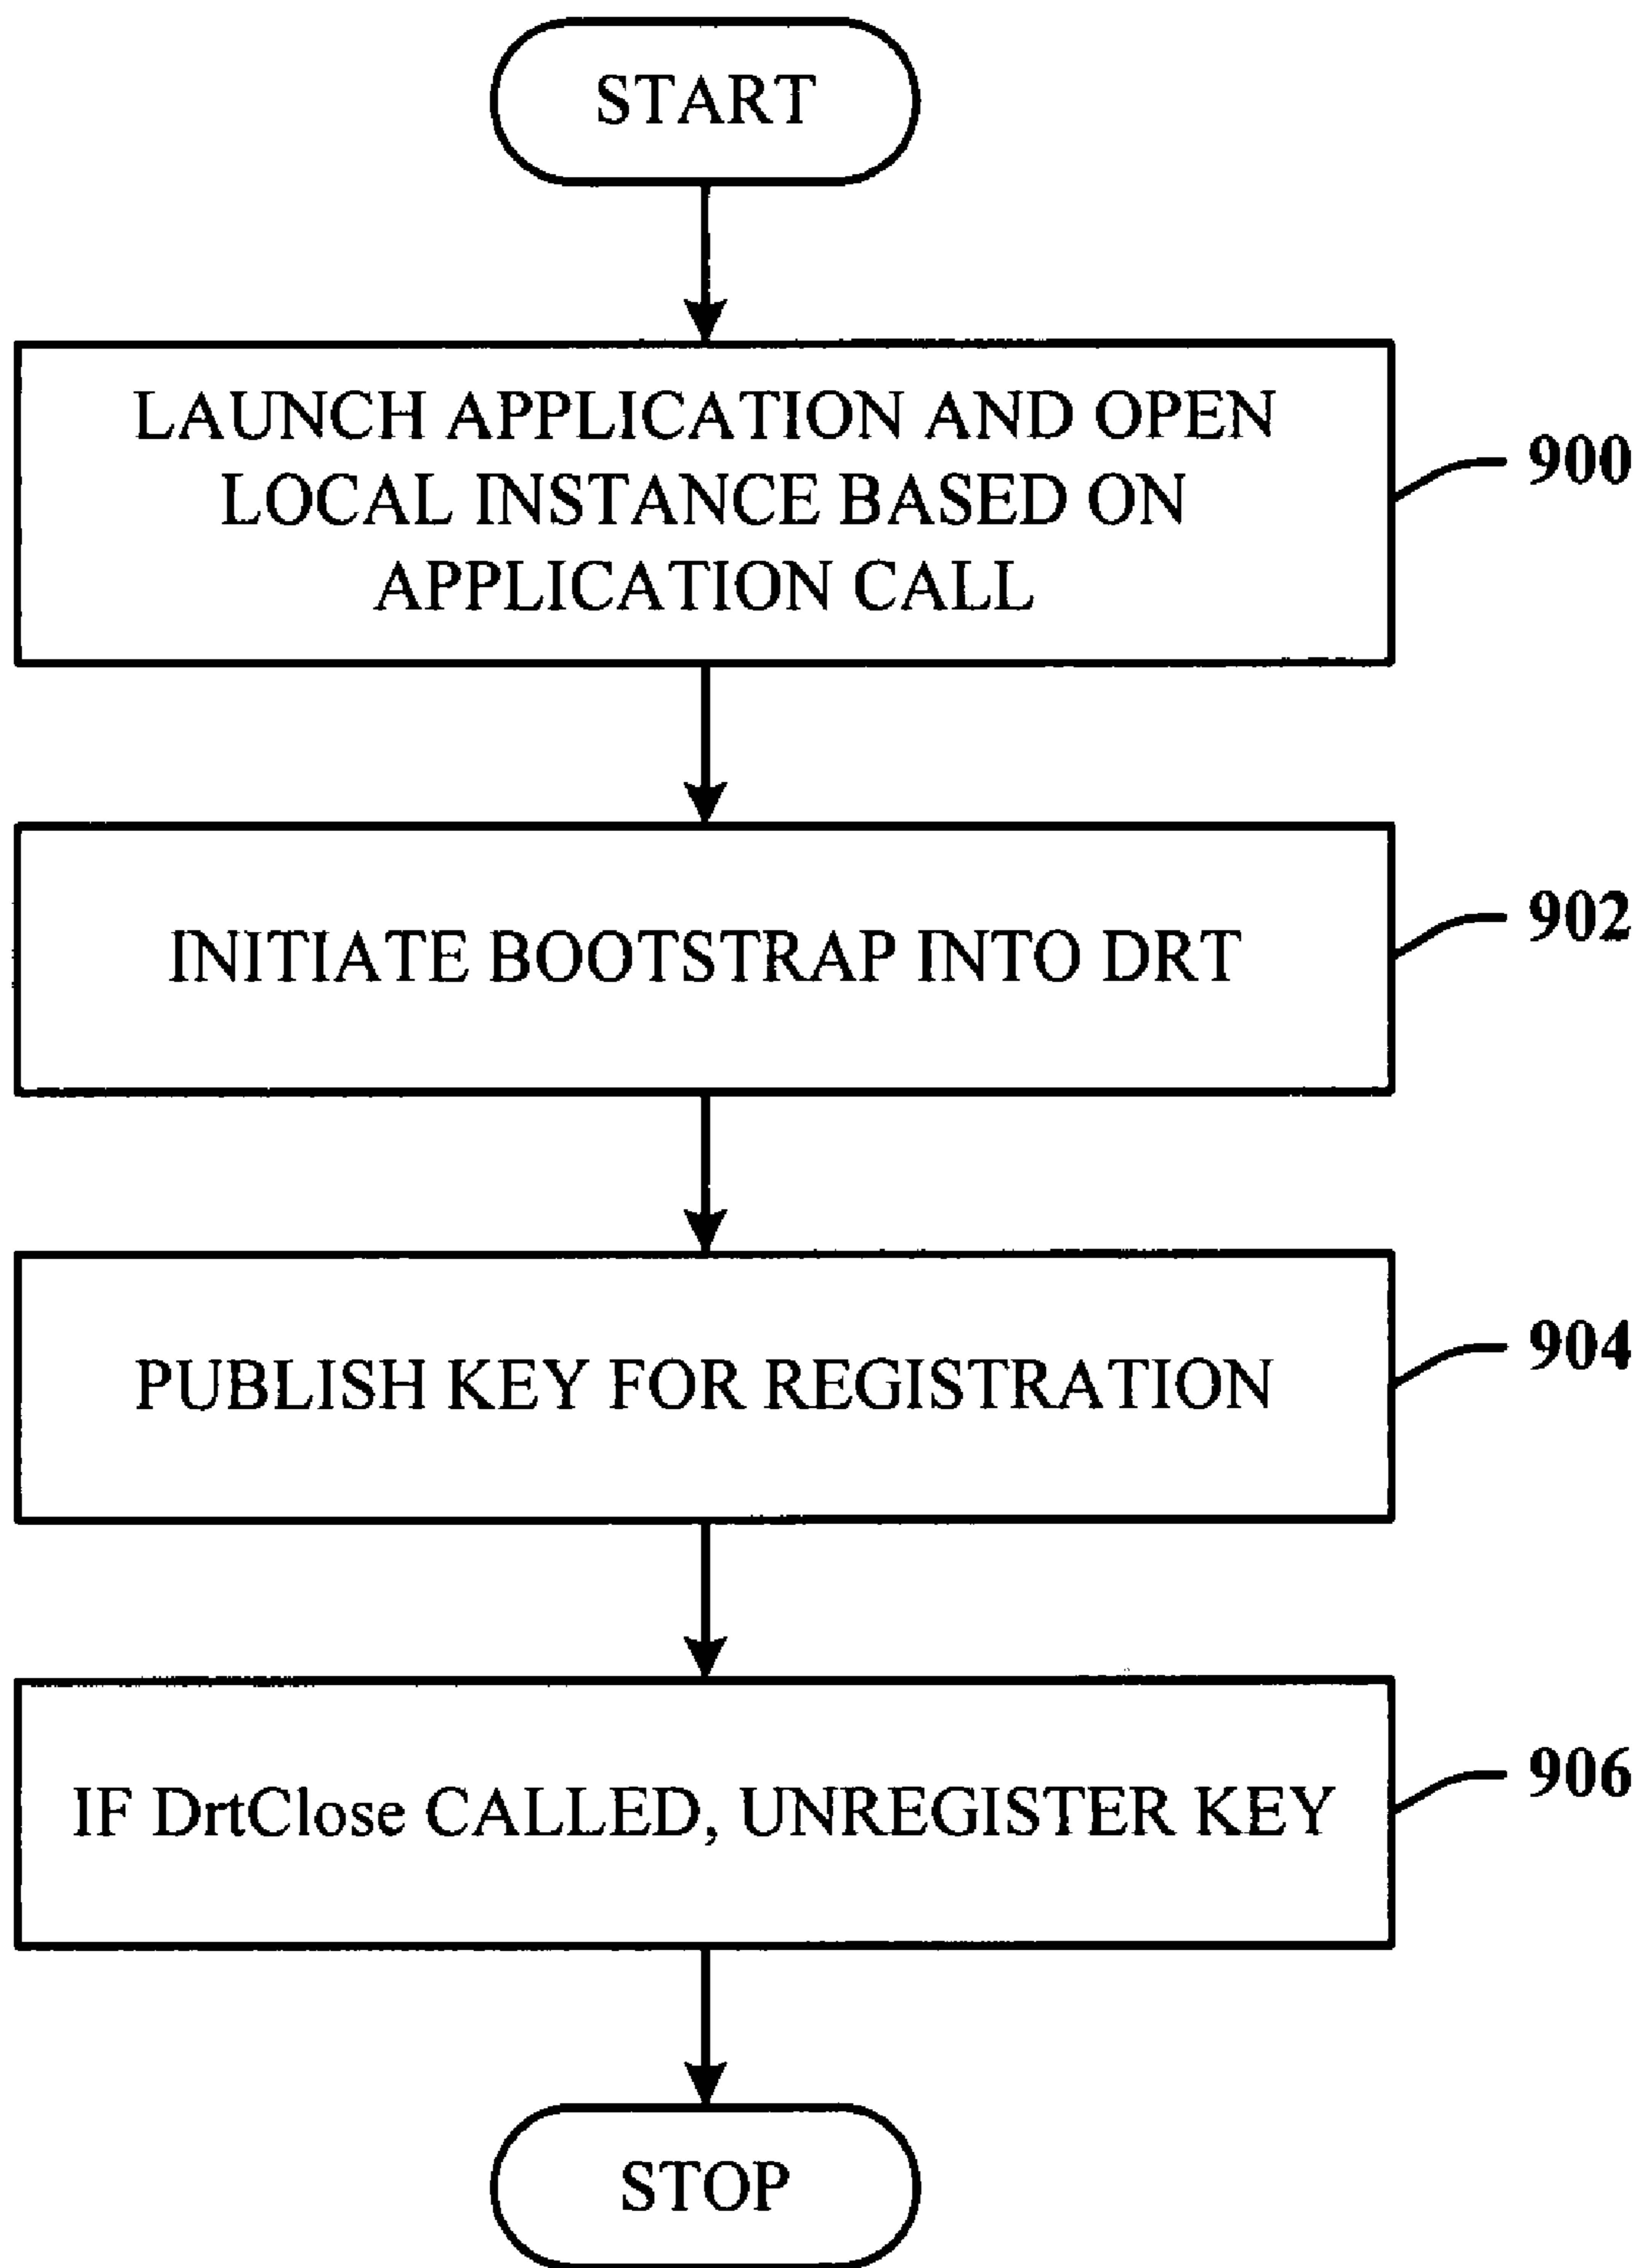 START
LAUNCH APPLICATION AND OPEN
LOCAL INSTANCE BASED ON
APPLICATION CALL
900
INITIATE BOOTSTRAP INTO DRT
902
PUBLISH KEY FOR REGISTRATION
904
IF DrtClose CALLED, UNREGISTER KEY
906
STOP